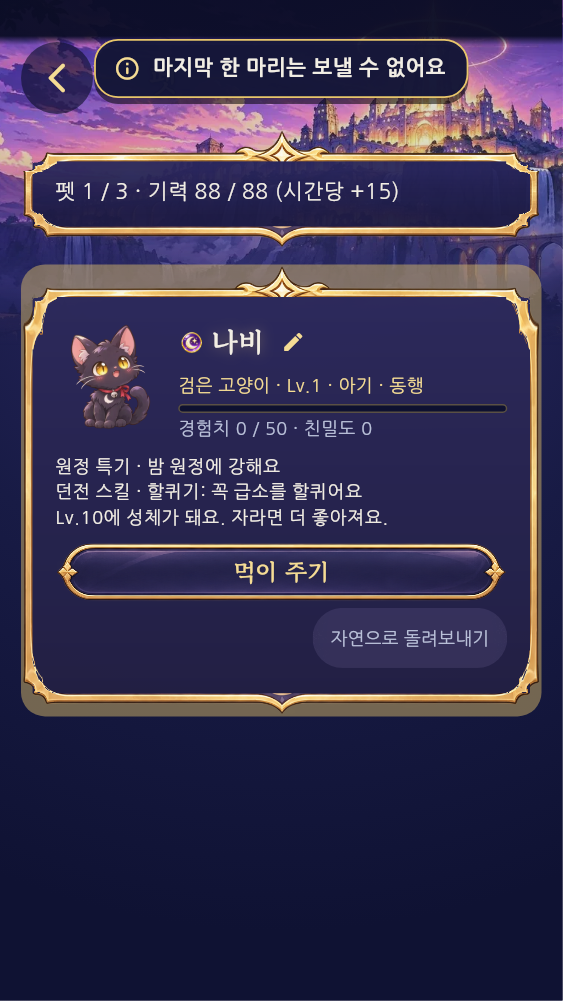 마지막 한 마리는 보낼 수 없어요
펫 1 / 3 · 기력 88 / 88 (시간당 +15)
나비
검은 고양이 · Lv.1 · 아기 · 동행
경험치 0 / 50 · 친밀도 0
원정 특기 · 밤 원정에 강해요
던전 스킬 · 할퀴기: 꼭 급소를 할퀴어요
Lv.10에 성체가 돼요. 자라면 더 좋아져요.
먹이 주기
자연으로 돌려보내기